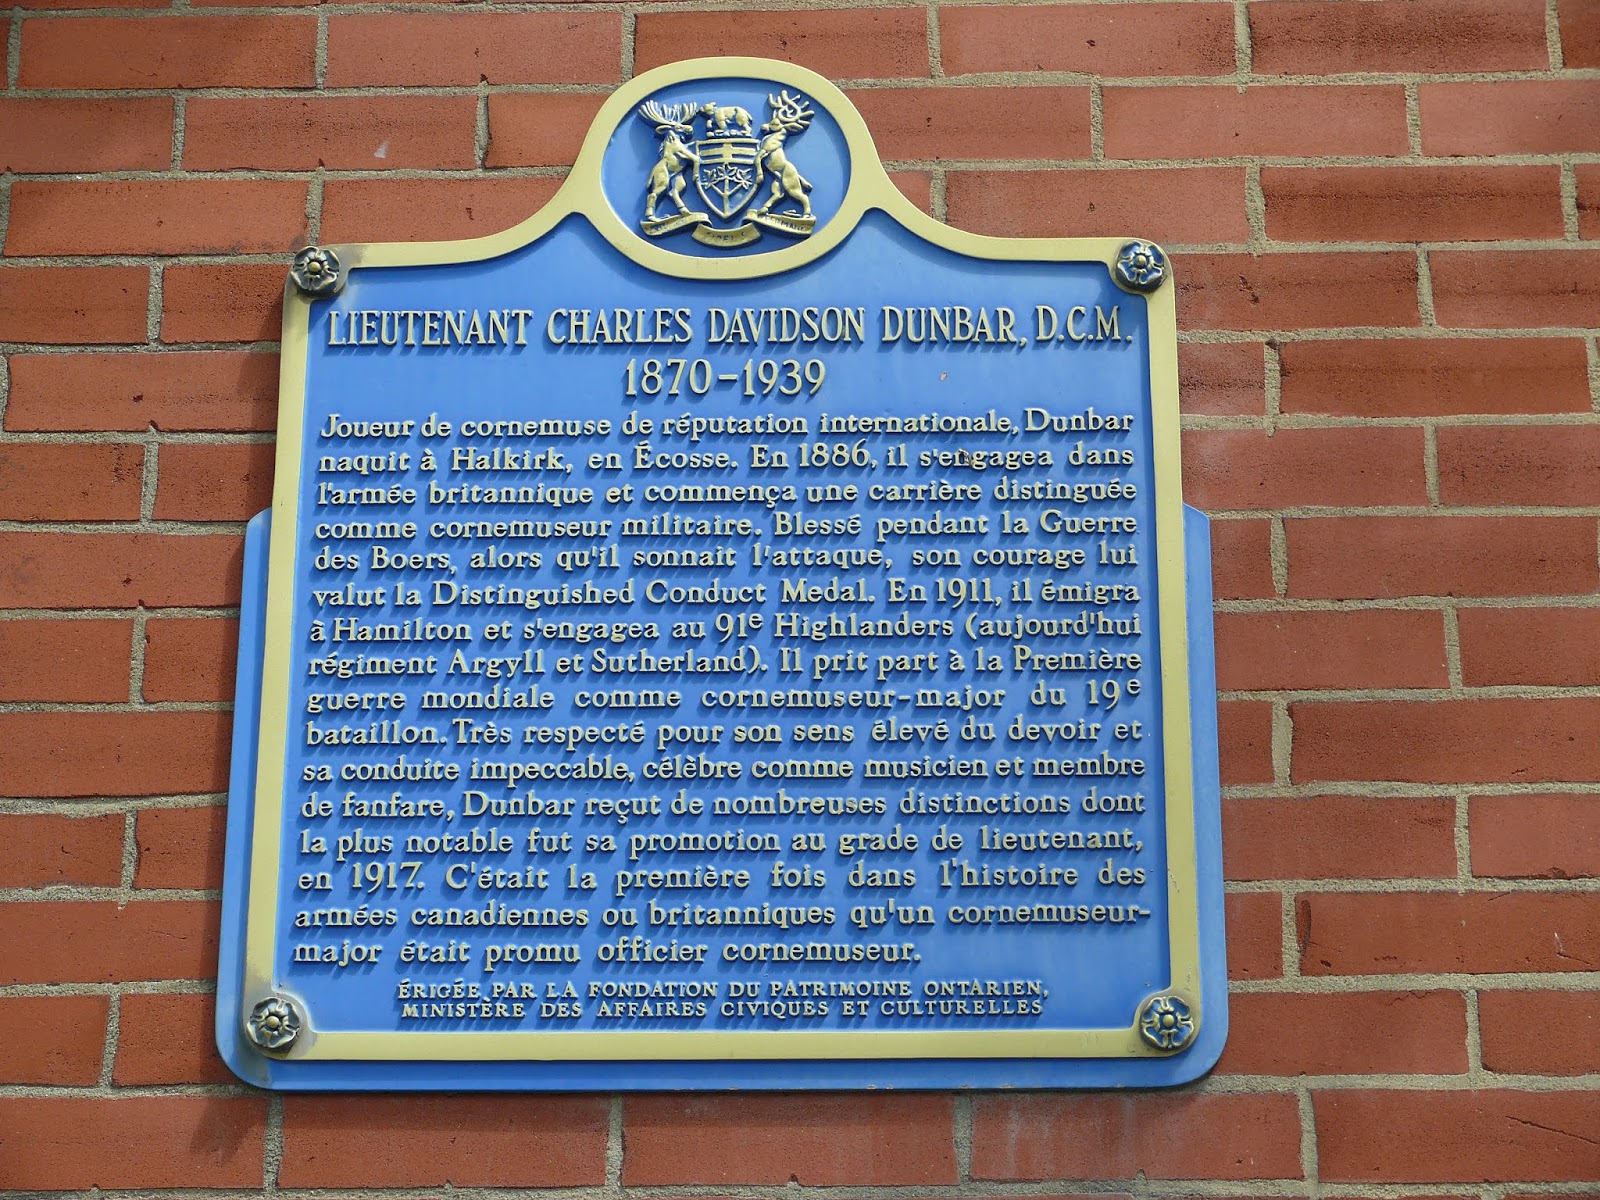 LIEUTENANT CHARLES DAVIDSON DUNBAR, D.C.M.
1870-1939
Joueur de cornemuse de réputation internationale, Dunbar
naquit à Halkirk, en Écosse. En 1886, il s'engagea dans
l'armée britannique et commença une carrière distinguée
comme cornemuseur militaire. Blessé pendant la Guerre
des Boers, alors qu'il sonnait l'attaque, son courage lui
valut la Distinguished Conduct Medal. En 1911, il émigra
à Hamilton et s'engagea au 91e Highlanders (aujourd'hui
régiment Argyll et Sutherland). Il prit part à la Première
guerre mondiale comme cornemuseur-major du 19e
bataillon. Très respecté pour son sens élevé du devoir et
sa conduite impeccable, célèbre comme musicien et membre
de fanfare, Dunbar reçut de nombreuses distinctions dont
la plus notable fut sa promotion au grade de lieutenant,
en 1917. C'était la première fois dans l'histoire des
armées canadiennes ou britanniques qu'un cornemuseur-
major était promu officier cornemuseur.
ÉRIGÉE PAR LA FONDATION DU PATRIMOINE ONTARIEN,
MINISTÈRE DES AFFAIRES CIVIQUES ET CULTURELLES